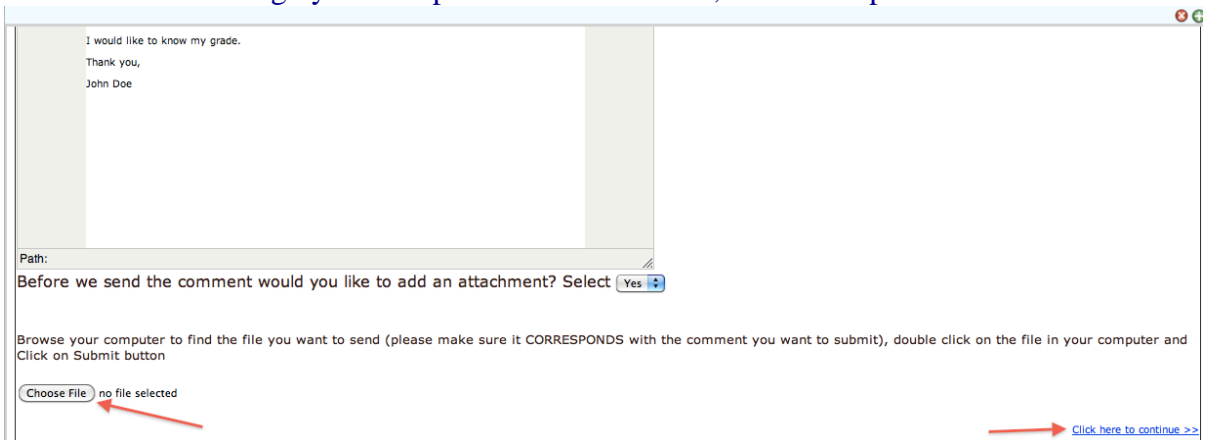 I would like to know my grade.
Thank you,
John Doe
Path:
Before we send the comment would you like to add an attachment? Select Yes
Browse your computer to find the file you want to send (please make sure it CORRESPONDS with the comment you want to submit), double click on the file in your computer and
Click on Submit button
Choose File no file selected
Click here to continue >>